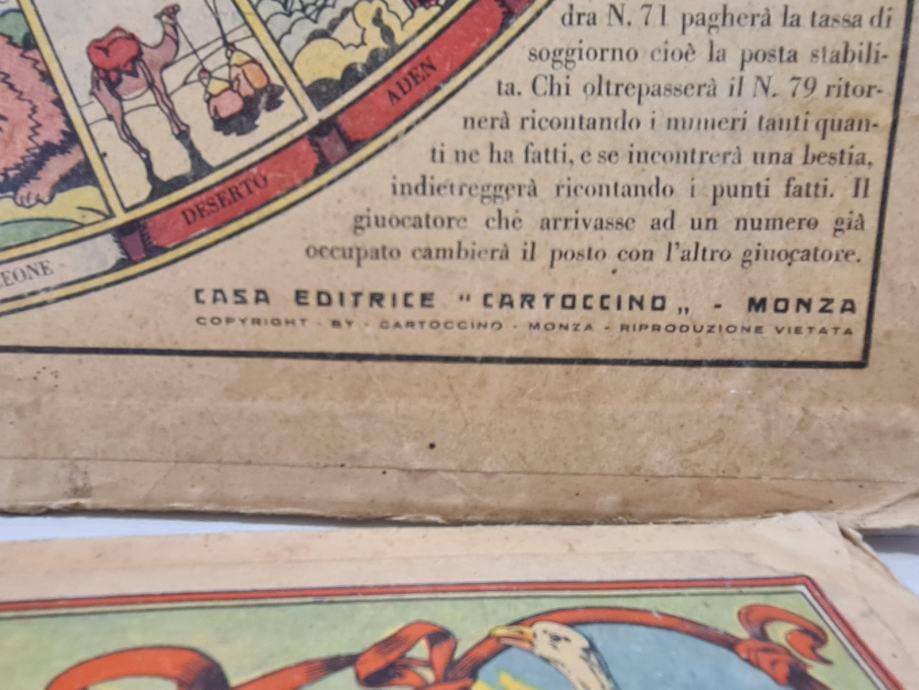 dra N. 71 pagherà la tassa di
soggiorno cioè la posta stabili-
ta. Chi oltrepasserà il N. 79 ritor-
nerà ricontando i numeri tanti quan-
ti ne ha fatti, e se incontrerà una bestia,
indietreggerà ricontando i punti fatti. Il
giuocatore chè arrivasse ad un numero già
occupato cambierà il posto con l'altro giuocatore.
CASA EDITRICE "CARTOCCINO„ - MONZA
COPYRIGHT - BY - CARTOCCINO - MONZA - RIPRODUZIONE VIETATA
ADEN
DESERTO
EONE